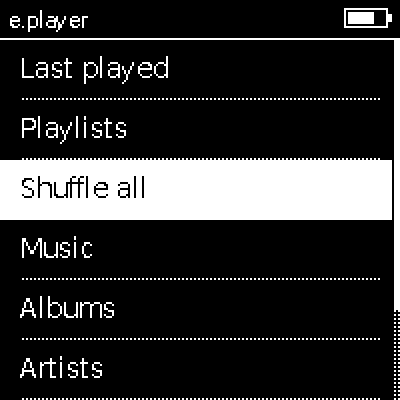 e.player
Last played
Playlists
Shuffle all
Music
Albums
Artists